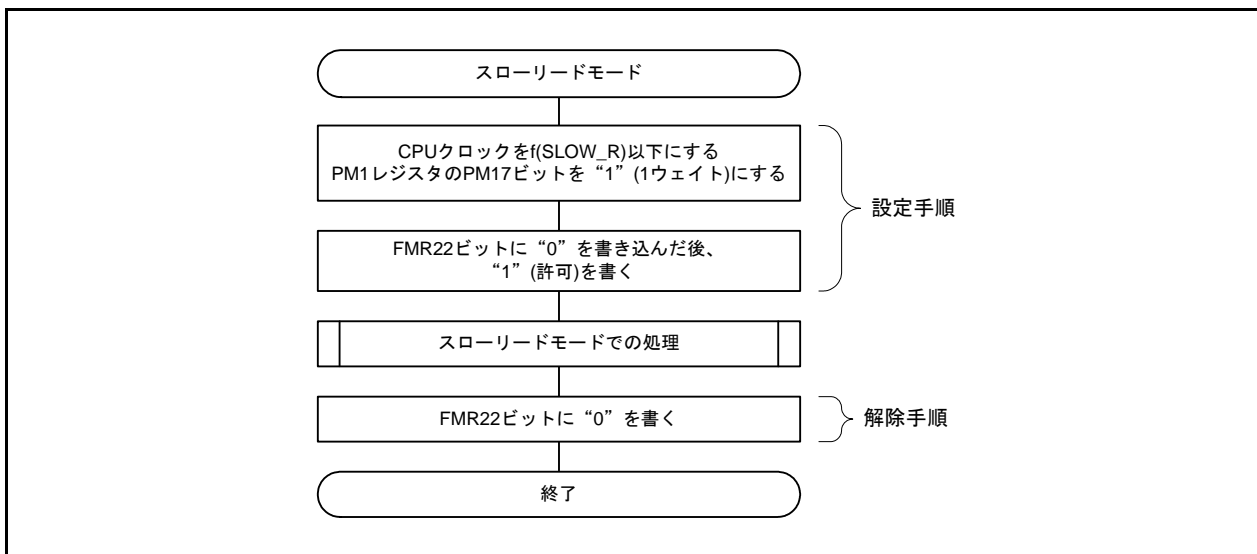 スローリードモード
CPUクロックをf(SLOW_R)以下にする
PM1レジスタのPM17ビットを“1”(1ウェイト)にする
設定手順
FMR22ビットに“0”を書き込んだ後、
“1”(許可)を書く
スローリードモードでの処理
FMR22ビットに“0”を書く
解除手順
終了